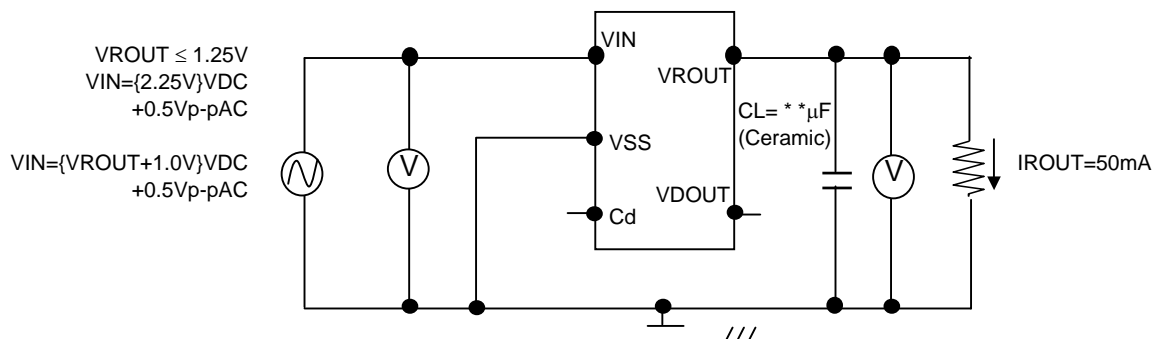 VROUT ≤ 1.25V
VIN={2.25V}VDC
+0.5Vp-pAC
VIN={VROUT+1.0V}VDC
+0.5Vp-pAC
V
VIN
VROUT
VSS
VDOUT
Cd
CL= * *μF
(Ceramic)
V
IROUT=50mA